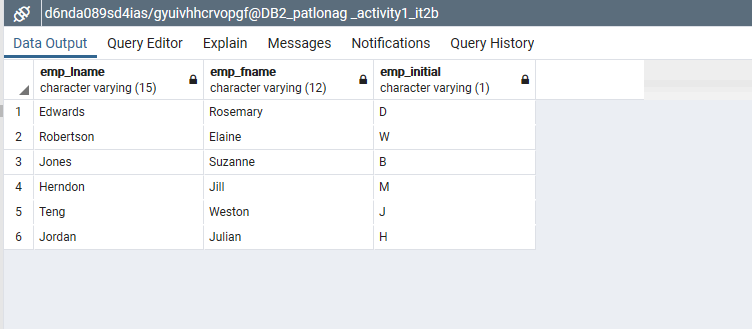 d6nda089sd4ias/gyuivhhcrvopgf@DB2_patlonag _activity1_it2b
Data Output Query Editor Explain Messages Notifications Query History
emp_lname emp_fname emp_initial
character varying (15) character varying (12) character varying (1)
1 Edwards Rosemary D
2 Robertson Elaine W
3 Jones Suzanne B
4 Herndon Jill M
5 Teng Weston J
6 Jordan Julian H